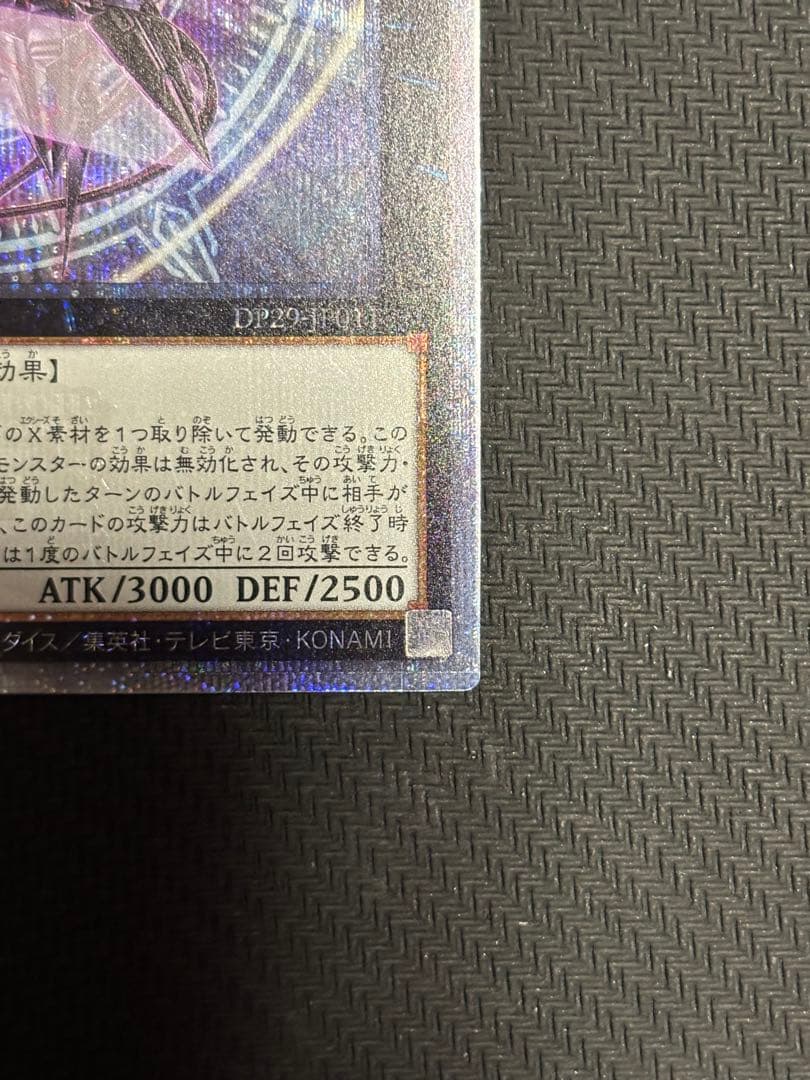 DP29-JP011
効果】
のX素材を1つ取り除いて発動できる。この
モンスター・の効果は無効化され、その攻撃力・
発動したターンのバトルフェイズ中に相手が
、このカードの攻撃力はバトルフェイズ終了時
は1度のバトルフェイズ中に2回攻撃できる。
ATK/3000 DEF/2500
ダイス/集英社・テレビ東京・KONAMI